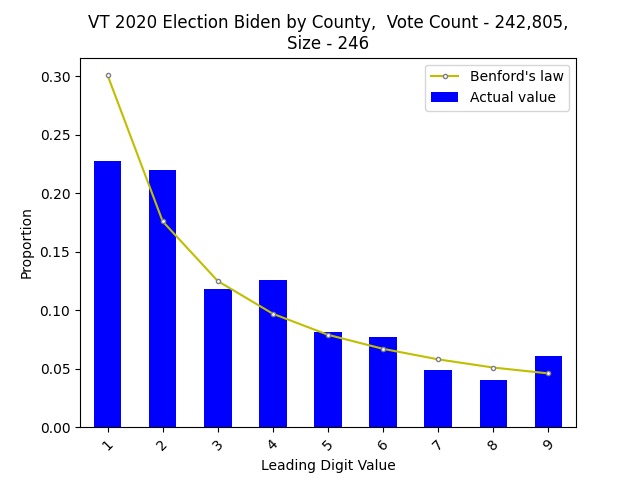 VT 2020 Election Biden by County,  Vote Count - 242,805,
Size - 246
Benford's law
Actual value
0.30
0.25
0.20
0.15
0.10
0.05
0.00
Proportion
1 2 3 4 5 6 7 8 9
Leading Digit Value